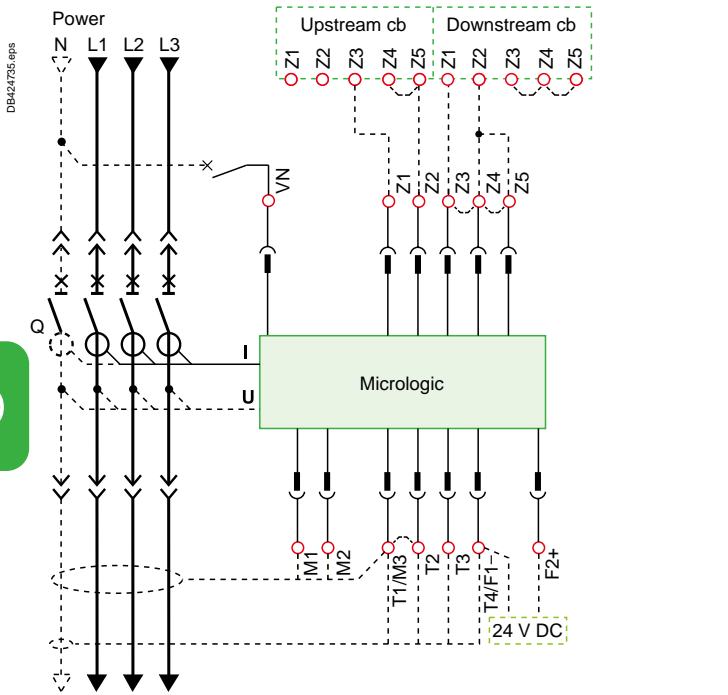 Power
N L1 L2 L3
DB424735.eps
Upstream cb Downstream cb
Z1 Z2 Z3 Z4 Z5 Z1 Z2 Z3 Z4 Z5
VN
Z1 Z2 Z3 Z4 Z5
Q
I
U
Micrologic
M1 M2 T1/M3 T2 T3 T4/F1– F2+
24 V DC